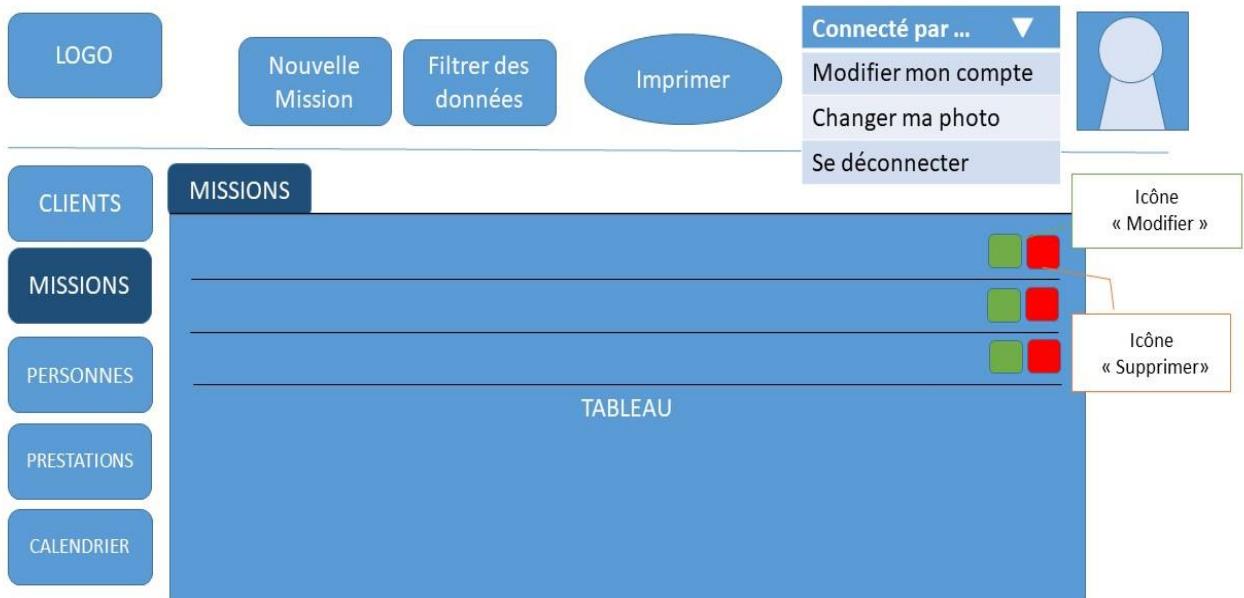 LOGO
Nouvelle
Mission
Filtrer des
données
Imprimer
Connecté par ...
Modifier mon compte
Changer ma photo
Se déconnecter
CLIENTS
MISSIONS
PERSONNES
PRESTATIONS
CALENDRIER
MISSIONS
TABLEAU
Icône
« Modifier »
Icône
« Supprimer»